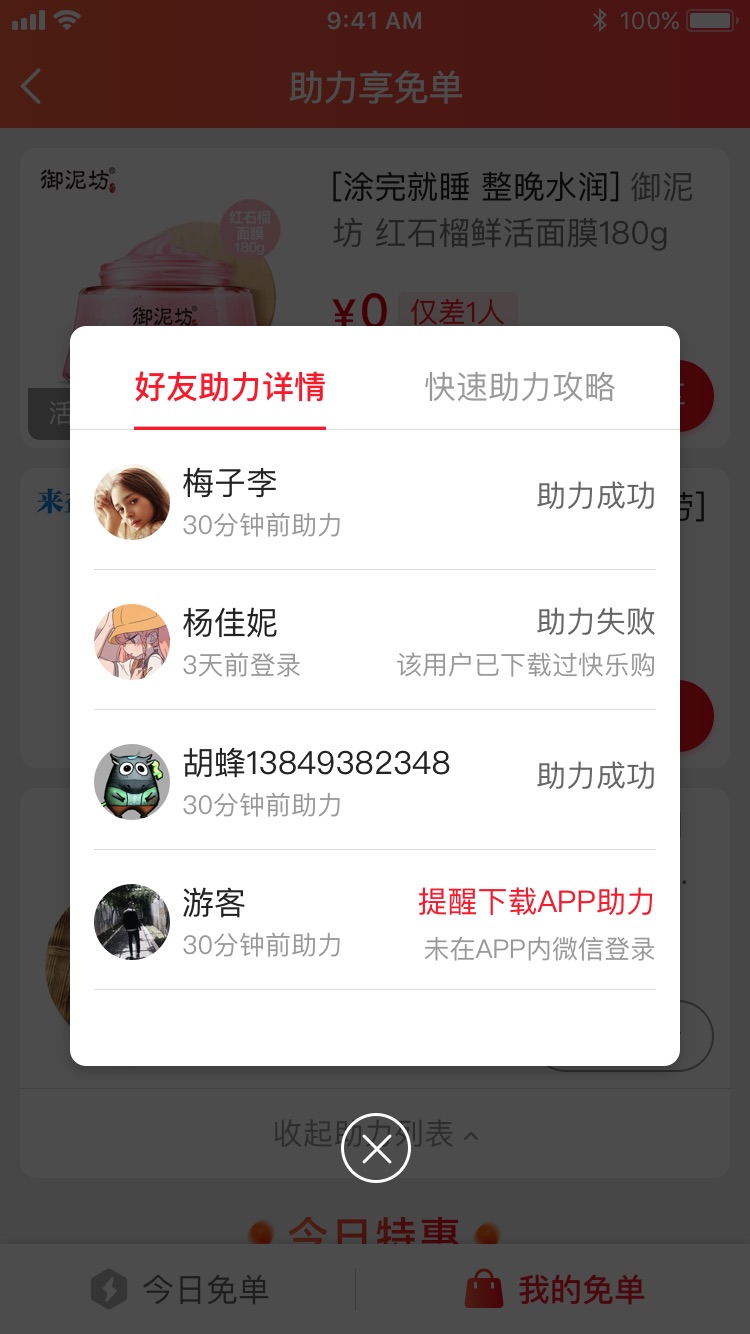 9:41 AM
100%
助力享免单
御泥坊
红石榴
面膜
180g
御泥坊
[涂完就睡 整晚水润] 御泥
坊 红石榴鲜活面膜180g
¥0 仅差1人
好友助力详情
快速助力攻略
活
来
梅子李
助力成功
30分钟前助力
杨佳妮
助力失败
3天前登录
该用户已下载过快乐购
胡蜂13849382348
助力成功
30分钟前助力
游客
提醒下载APP助力
30分钟前助力
未在APP内微信登录
收起助力列表
今日特惠
今日免单
我的免单